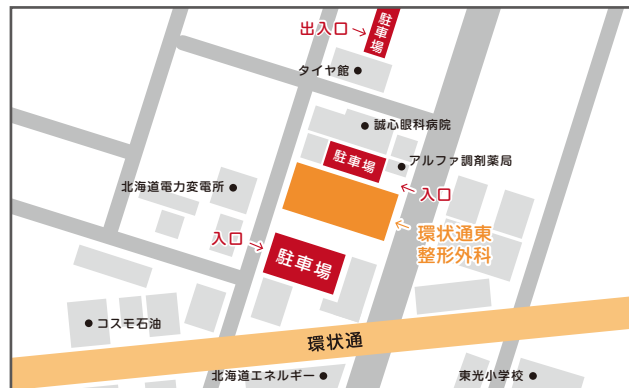 出入口
駐車場
タイヤ館
誠心眼科病院
駐車場
アルファ調剤薬局
北海道電力変電所
入口
環状通東
整形外科
入口
駐車場
コスモ石油
環状通
北海道エネルギー
東光小学校